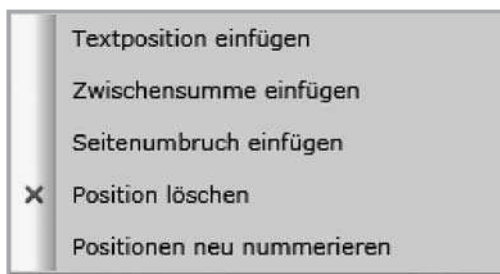 Textposition einfügen
Zwischensumme einfügen
Seitenumbruch einfügen
Position löschen
Positionen neu nummerieren